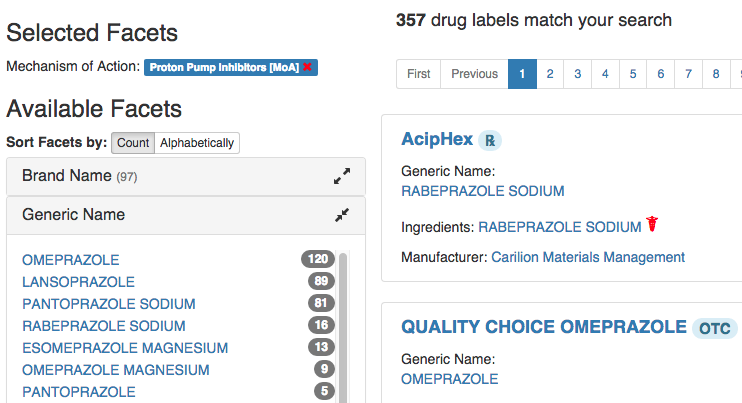 Selected Facets
Mechanism of Action: Proton Pump Inhibitors [MoA] ✖
Available Facets
Sort Facets by: Count Alphabetically
Brand Name (97)
Generic Name
OMEPRAZOLE 120
LANSOPRAZOLE 89
PANTOPRAZOLE SODIUM 81
RABEPRAZOLE SODIUM 16
ESOMEPRAZOLE MAGNESIUM 13
OMEPRAZOLE MAGNESIUM 9
PANTOPRAZOLE 5
357 drug labels match your search
First Previous 1 2 3 4 5 6 7 8
AcipHex ℞
Generic Name:
RABEPRAZOLE SODIUM
Ingredients: RABEPRAZOLE SODIUM
Manufacturer: Carilion Materials Management
QUALITY CHOICE OMEPRAZOLE OTC
Generic Name:
OMEPRAZOLE